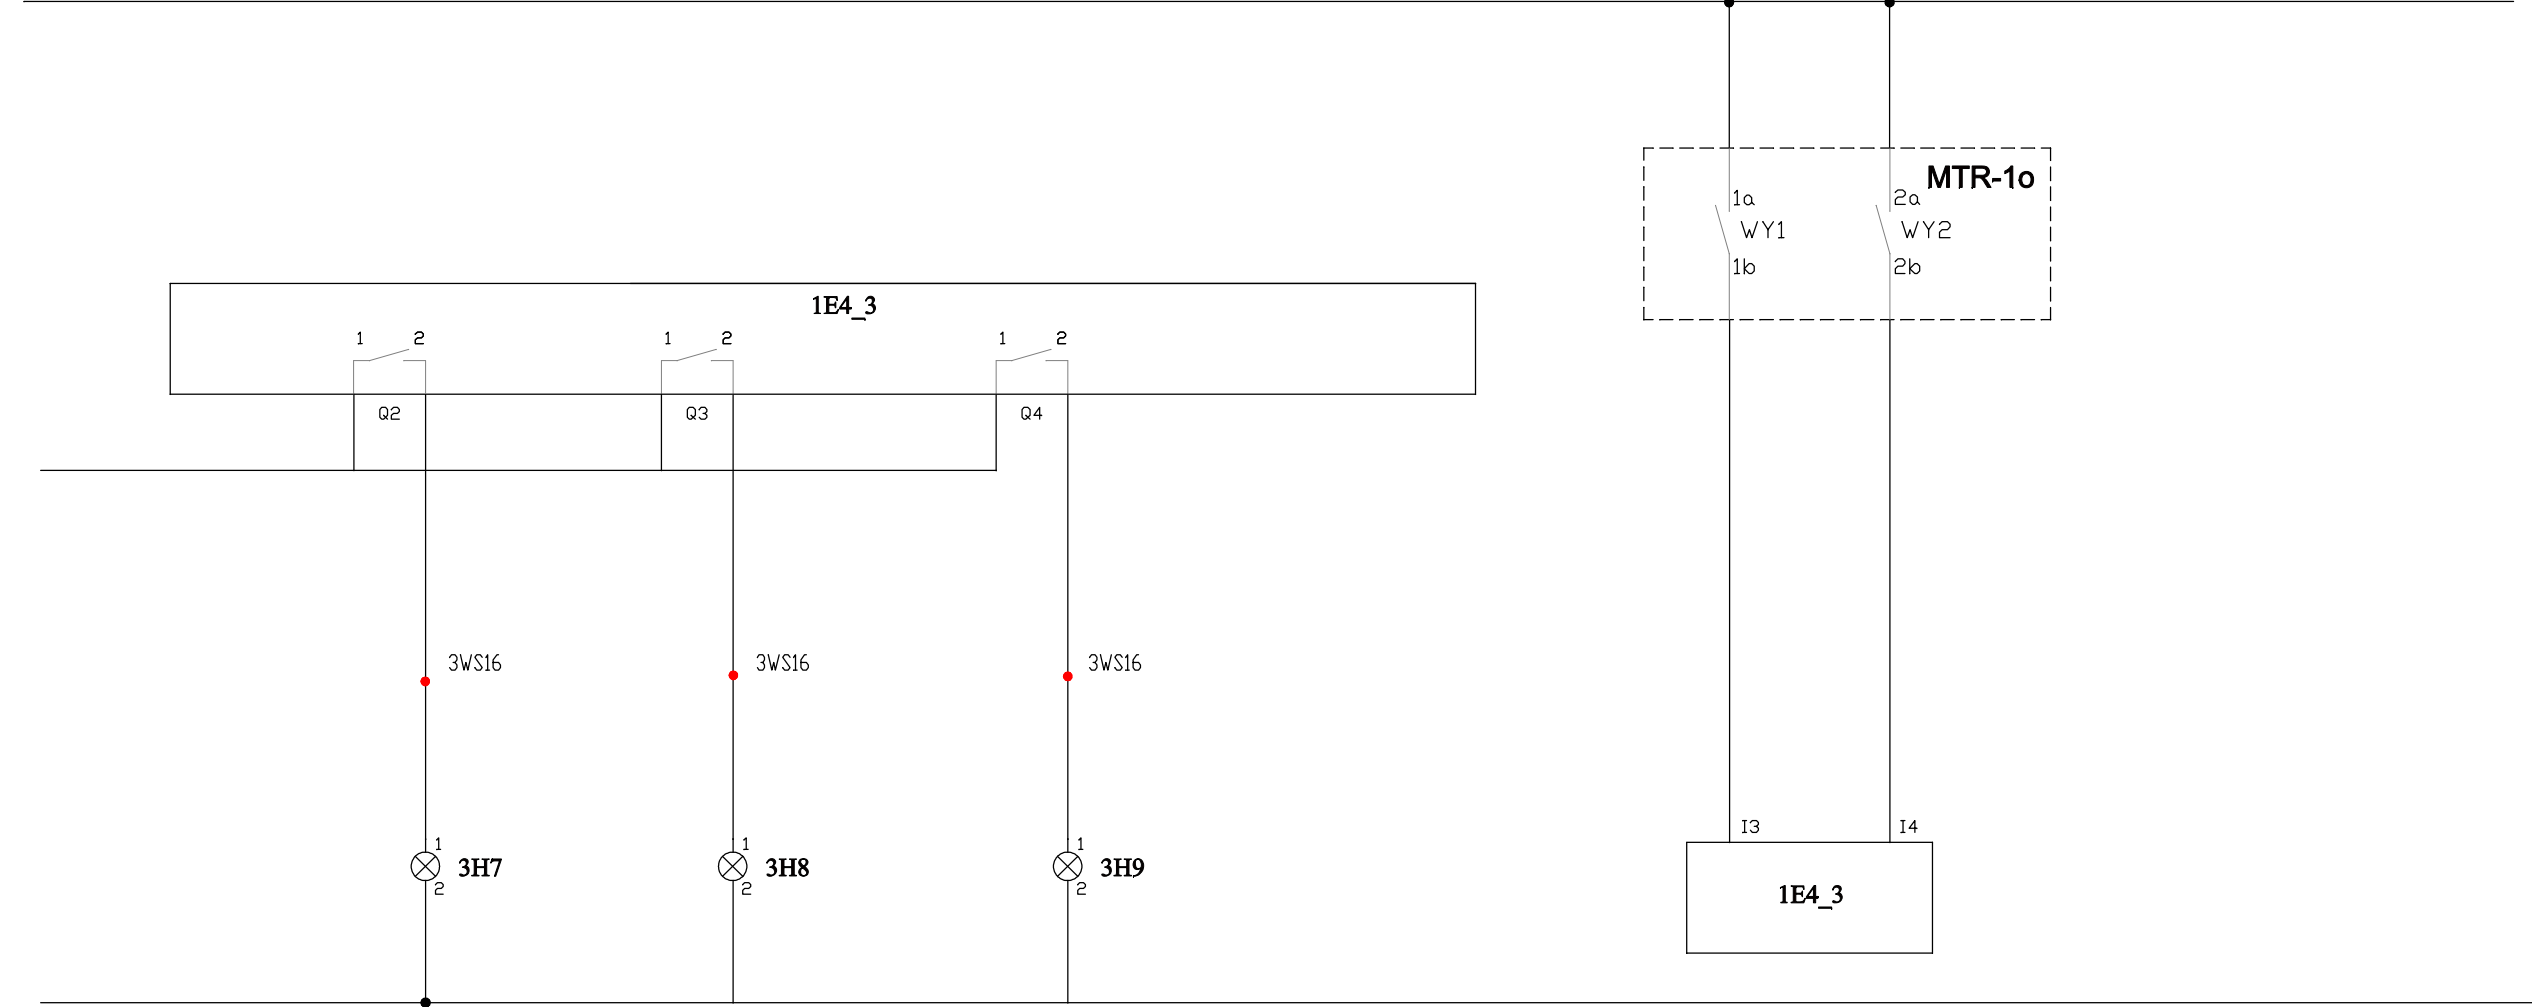 MTR-1o
1a
2a
WY1
WY2
1b
2b
1E4_3
1 2
1 2
1 2
Q2
Q3
Q4
3WS16
3WS16
3WS16
I3
I4
1
1
1
3H7
3H8
3H9
2
2
2
1E4_3